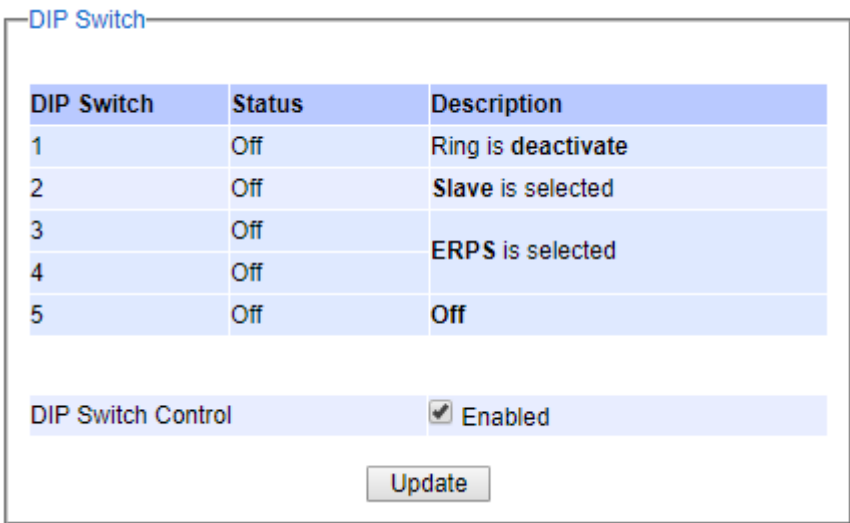 DIP Switch
DIP Switch Status Description
1 Off Ring is deactivate
2 Off Slave is selected
3 Off
ERPS is selected
4 Off
5 Off Off
DIP Switch Control Enabled
Update